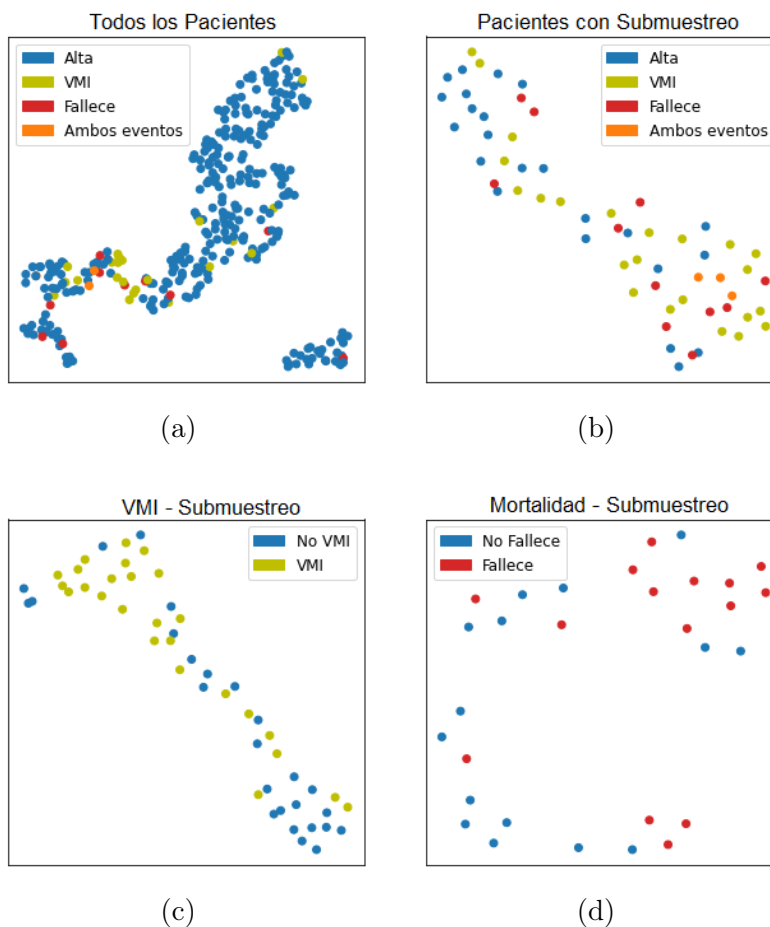 Todos los Pacientes
Alta
VMI
Fallece
Ambos eventos
(a)
Pacientes con Submuestreo
Alta
VMI
Fallece
Ambos eventos
(b)
VMI - Submuestreo
No VMI
VMI
(c)
Mortalidad - Submuestreo
No Fallece
Fallece
(d)